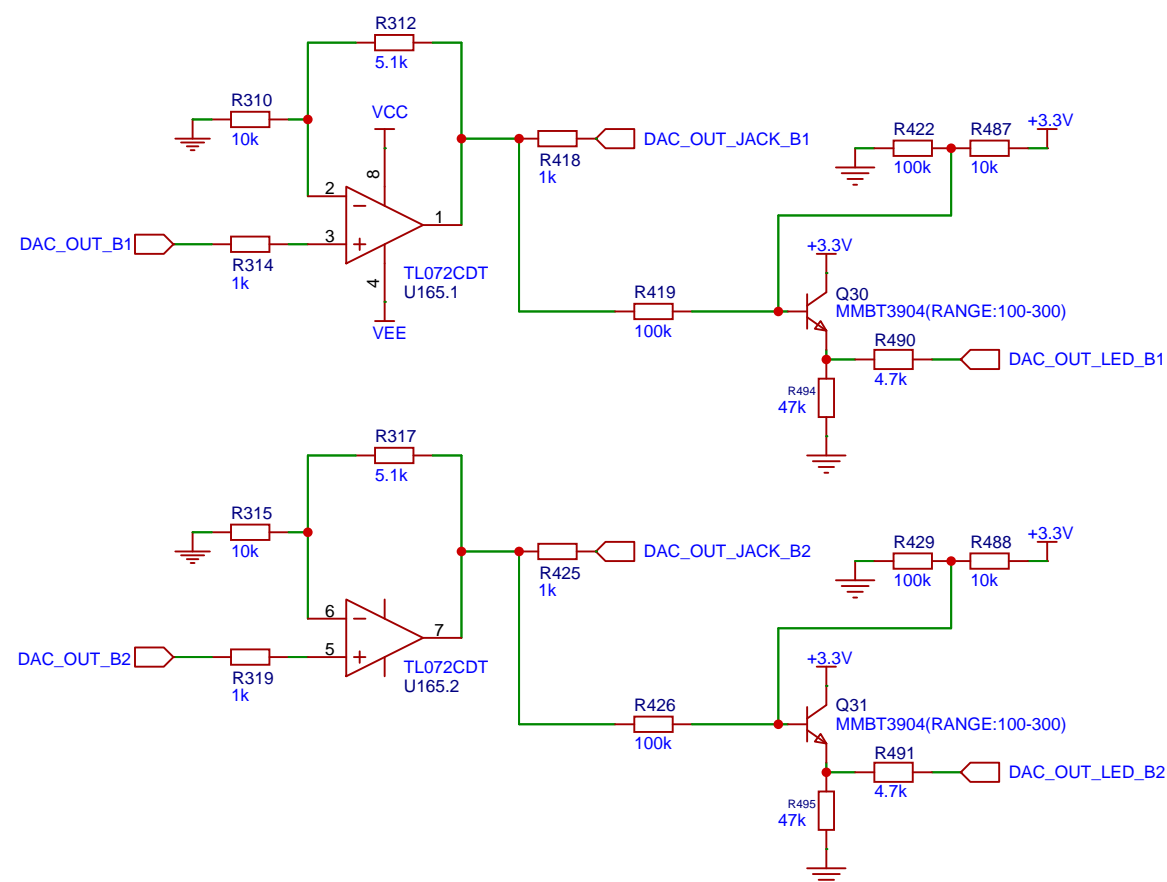 R312
5.1k
R310
10k
VCC
8
2
3
1
4
DAC_OUT_B1
R314
1k
TL072CDT
U165.1
VEE
R418
1k
DAC_OUT_JACK_B1
R422
100k
R487
10k
+3.3V
+3.3V
R419
100k
Q30
MMBT3904(RANGE:100-300)
R490
4.7k
DAC_OUT_LED_B1
R494
47k
R317
5.1k
R315
10k
6
5
7
DAC_OUT_B2
R319
1k
TL072CDT
U165.2
R425
1k
DAC_OUT_JACK_B2
R429
100k
R488
10k
+3.3V
+3.3V
R426
100k
Q31
MMBT3904(RANGE:100-300)
R491
4.7k
DAC_OUT_LED_B2
R495
47k